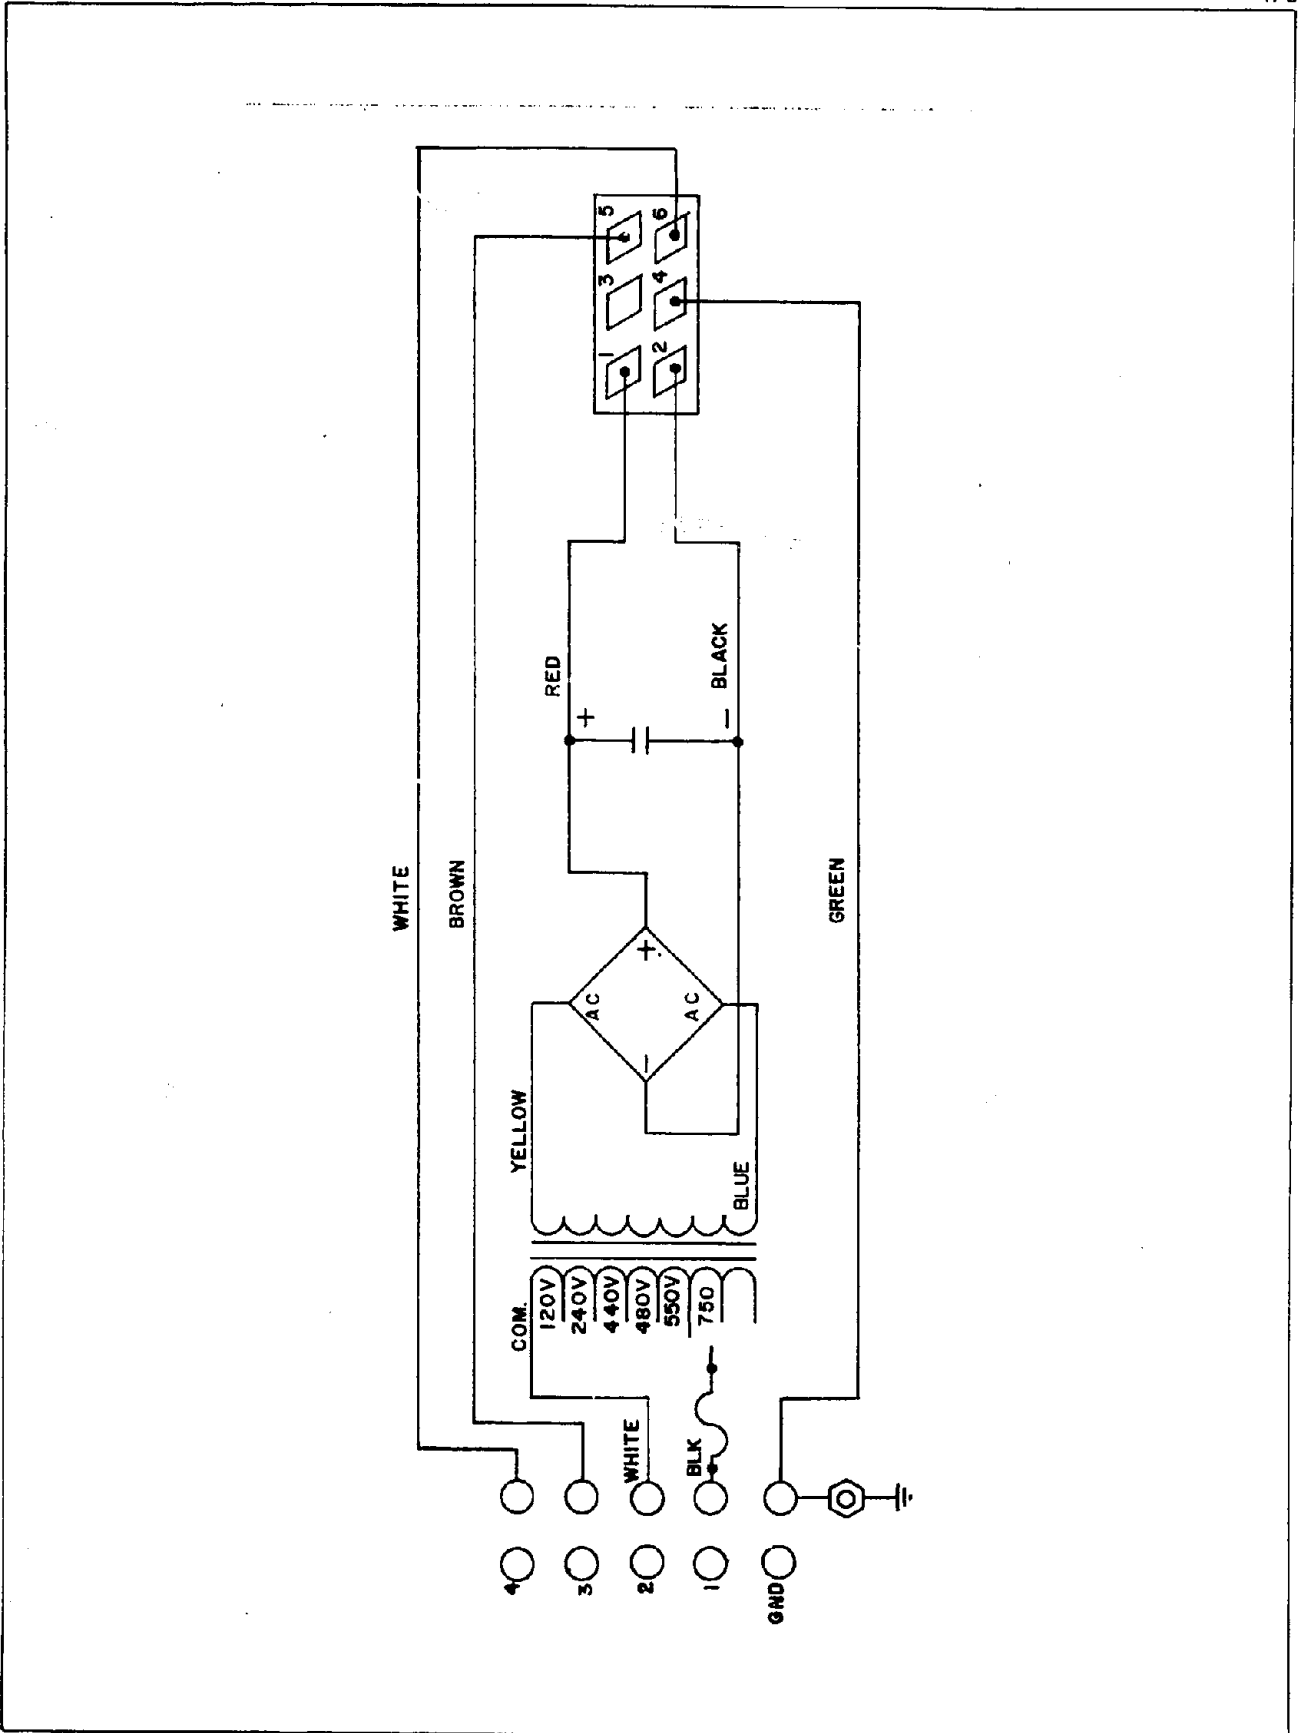 WHITE
BROWN
RED
+
-
BLACK
GREEN
5
6
3
4
1
2
AC
+
-
AC
YELLOW
BLUE
COM.
120V
240V
440V
480V
550V
750
WHITE
BLK
4
3
2
1
GND